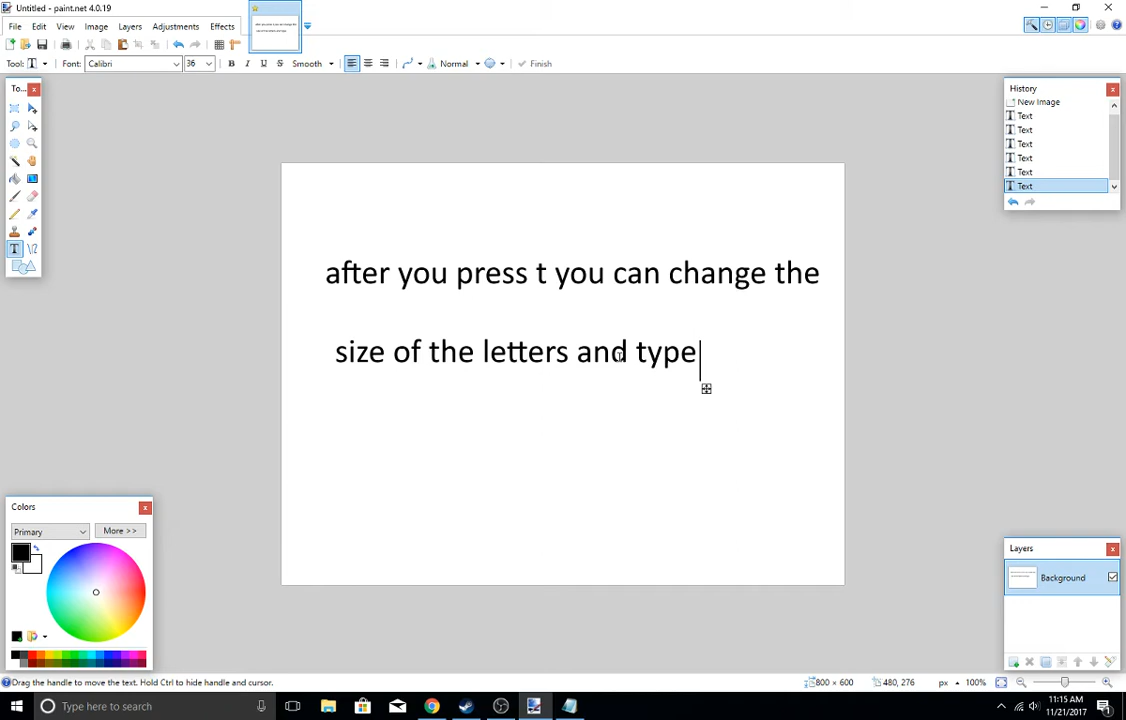 Untitled - paint.net 4.0.19
File Edit View Image Layers Adjustments Effects
Tool: Font: Calibri 36 B I U S Smooth Normal Finish
To...
History
New Image
Text
Text
Text
Text
Text
Text
after you press t you can change the
size of the letters and type
Colors
Primary
More >>
Layers
Background
Drag the handle to move the text. Hold Ctrl to hide handle and cursor.
800 × 600
480, 276
px
100%
Type here to search
11:15 AM
11/21/2017